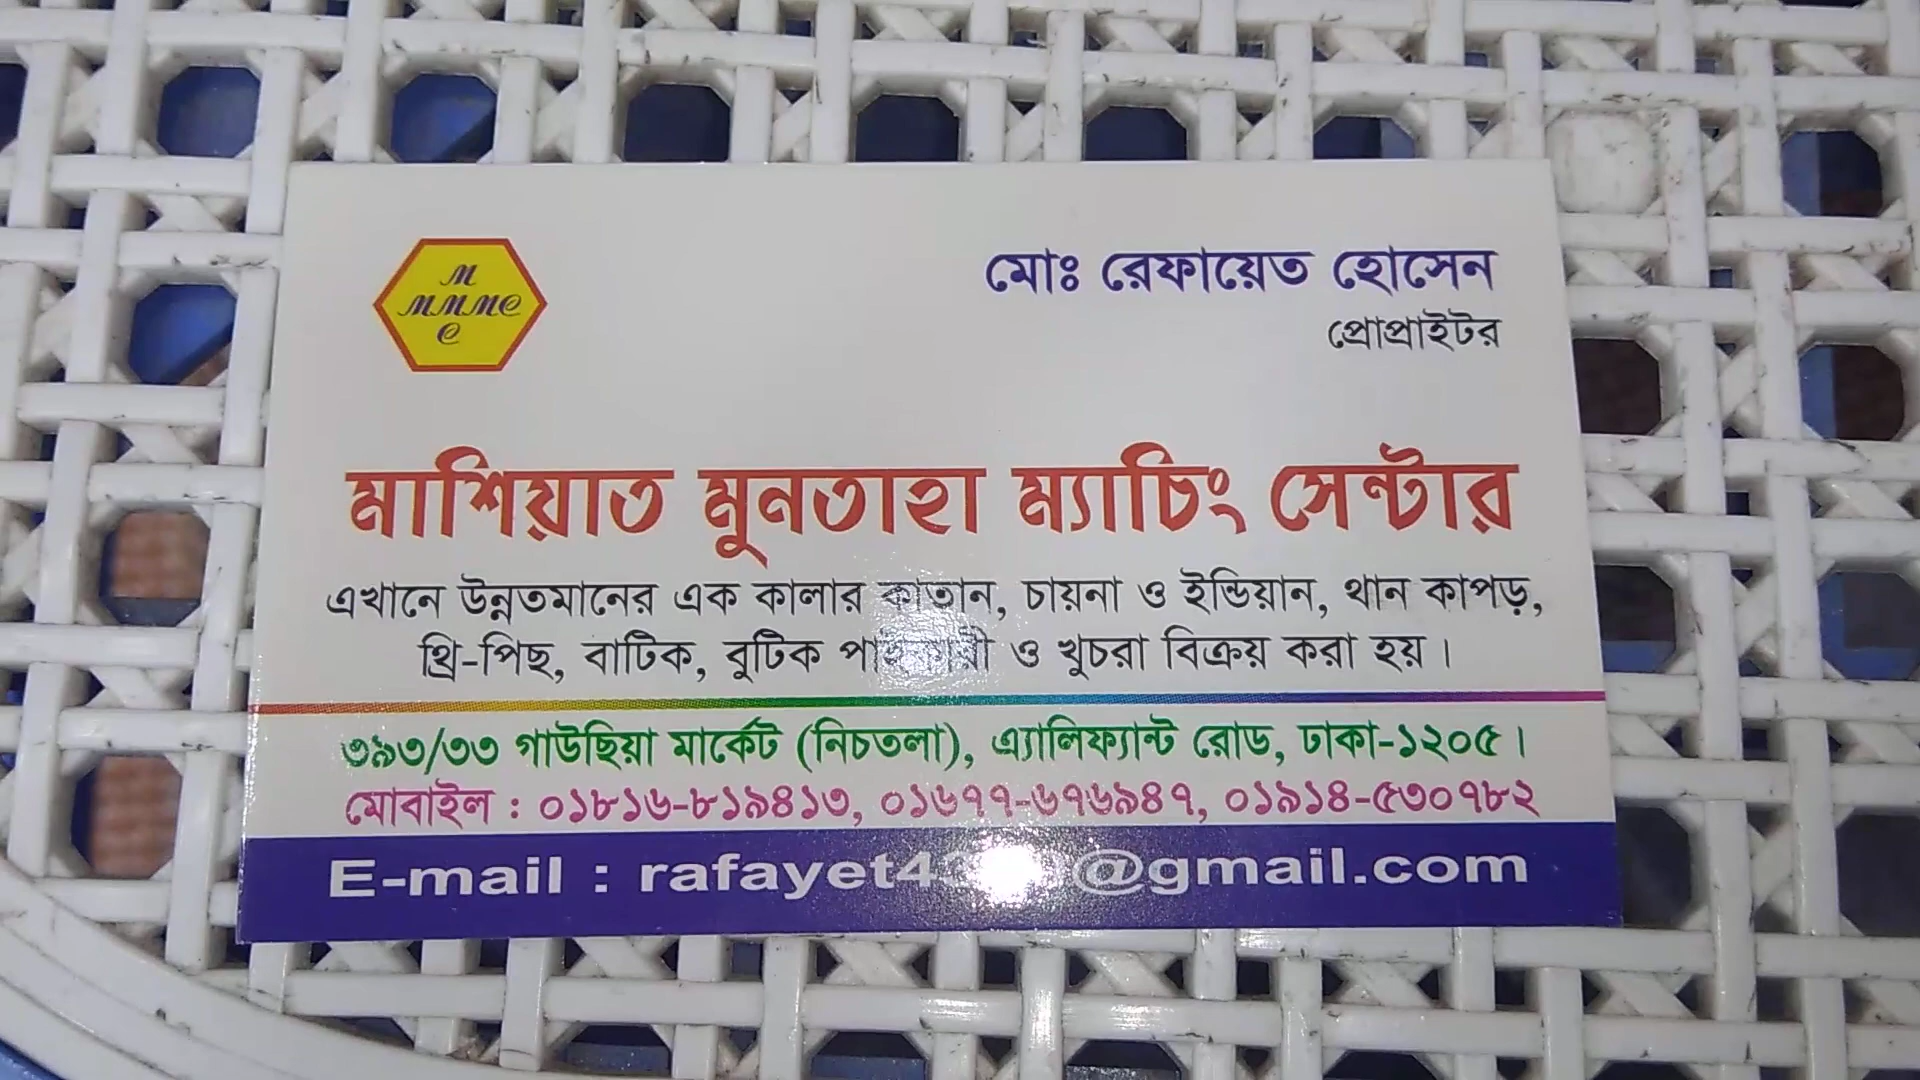 M
MMMC
C
মোঃ রেফায়েত হোসেন
প্রোপ্রাইটর
মাশিয়াত মুনতাহা ম্যাচিং সেন্টার
এখানে উন্নতমানের এক কালার কাতান, চায়না ও ইন্ডিয়ান, থান কাপড়,
থ্রি-পিছ, বাটিক, বুটিক পাইকারী ও খুচরা বিক্রয় করা হয়।
৩৯৩/৩৩ গাউছিয়া মার্কেট (নিচতলা), এ্যালিফ্যান্ট রোড, ঢাকা-১২০৫।
মোবাইল : ০১৮১৬-৮১৯৪১৩, ০১৬৭৭-৬৭৬৯৪৭, ০১৯১৪-৫৩০৭৮২
E-mail :